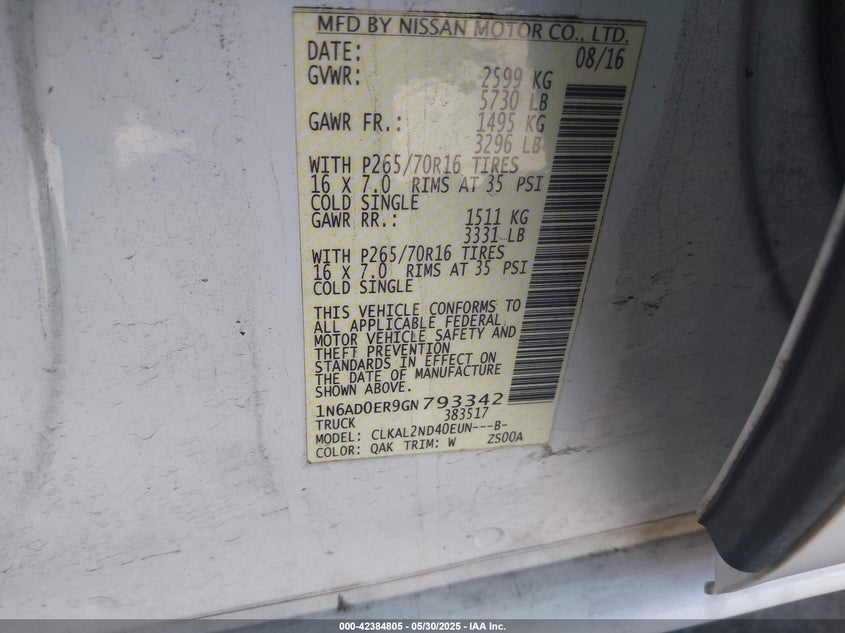 MFD BY NISSAN MOTOR CO., LTD.
DATE: 08/16
GVWR: 2599 KG
5730 LB
GAWR FR.: 1495 KG
3296 LB
WITH P265/70R16 TIRES
16 X 7.0 RIMS AT 35 PSI
COLD SINGLE
GAWR RR.: 1511 KG
3331 LB
WITH P265/70R16 TIRES
16 X 7.0 RIMS AT 35 PSI
COLD SINGLE
THIS VEHICLE CONFORMS TO
ALL APPLICABLE FEDERAL
MOTOR VEHICLE SAFETY AND
THEFT PREVENTION
STANDARDS IN EFFECT ON
THE DATE OF MANUFACTURE
SHOWN ABOVE.
1N6AD0ER9GN793342
TRUCK 383517
MODEL: CLKAL2ND40EUN---B-
COLOR: QAK TRIM: W ZS00A
000-42384805 - 05/30/2025 - IAA Inc.